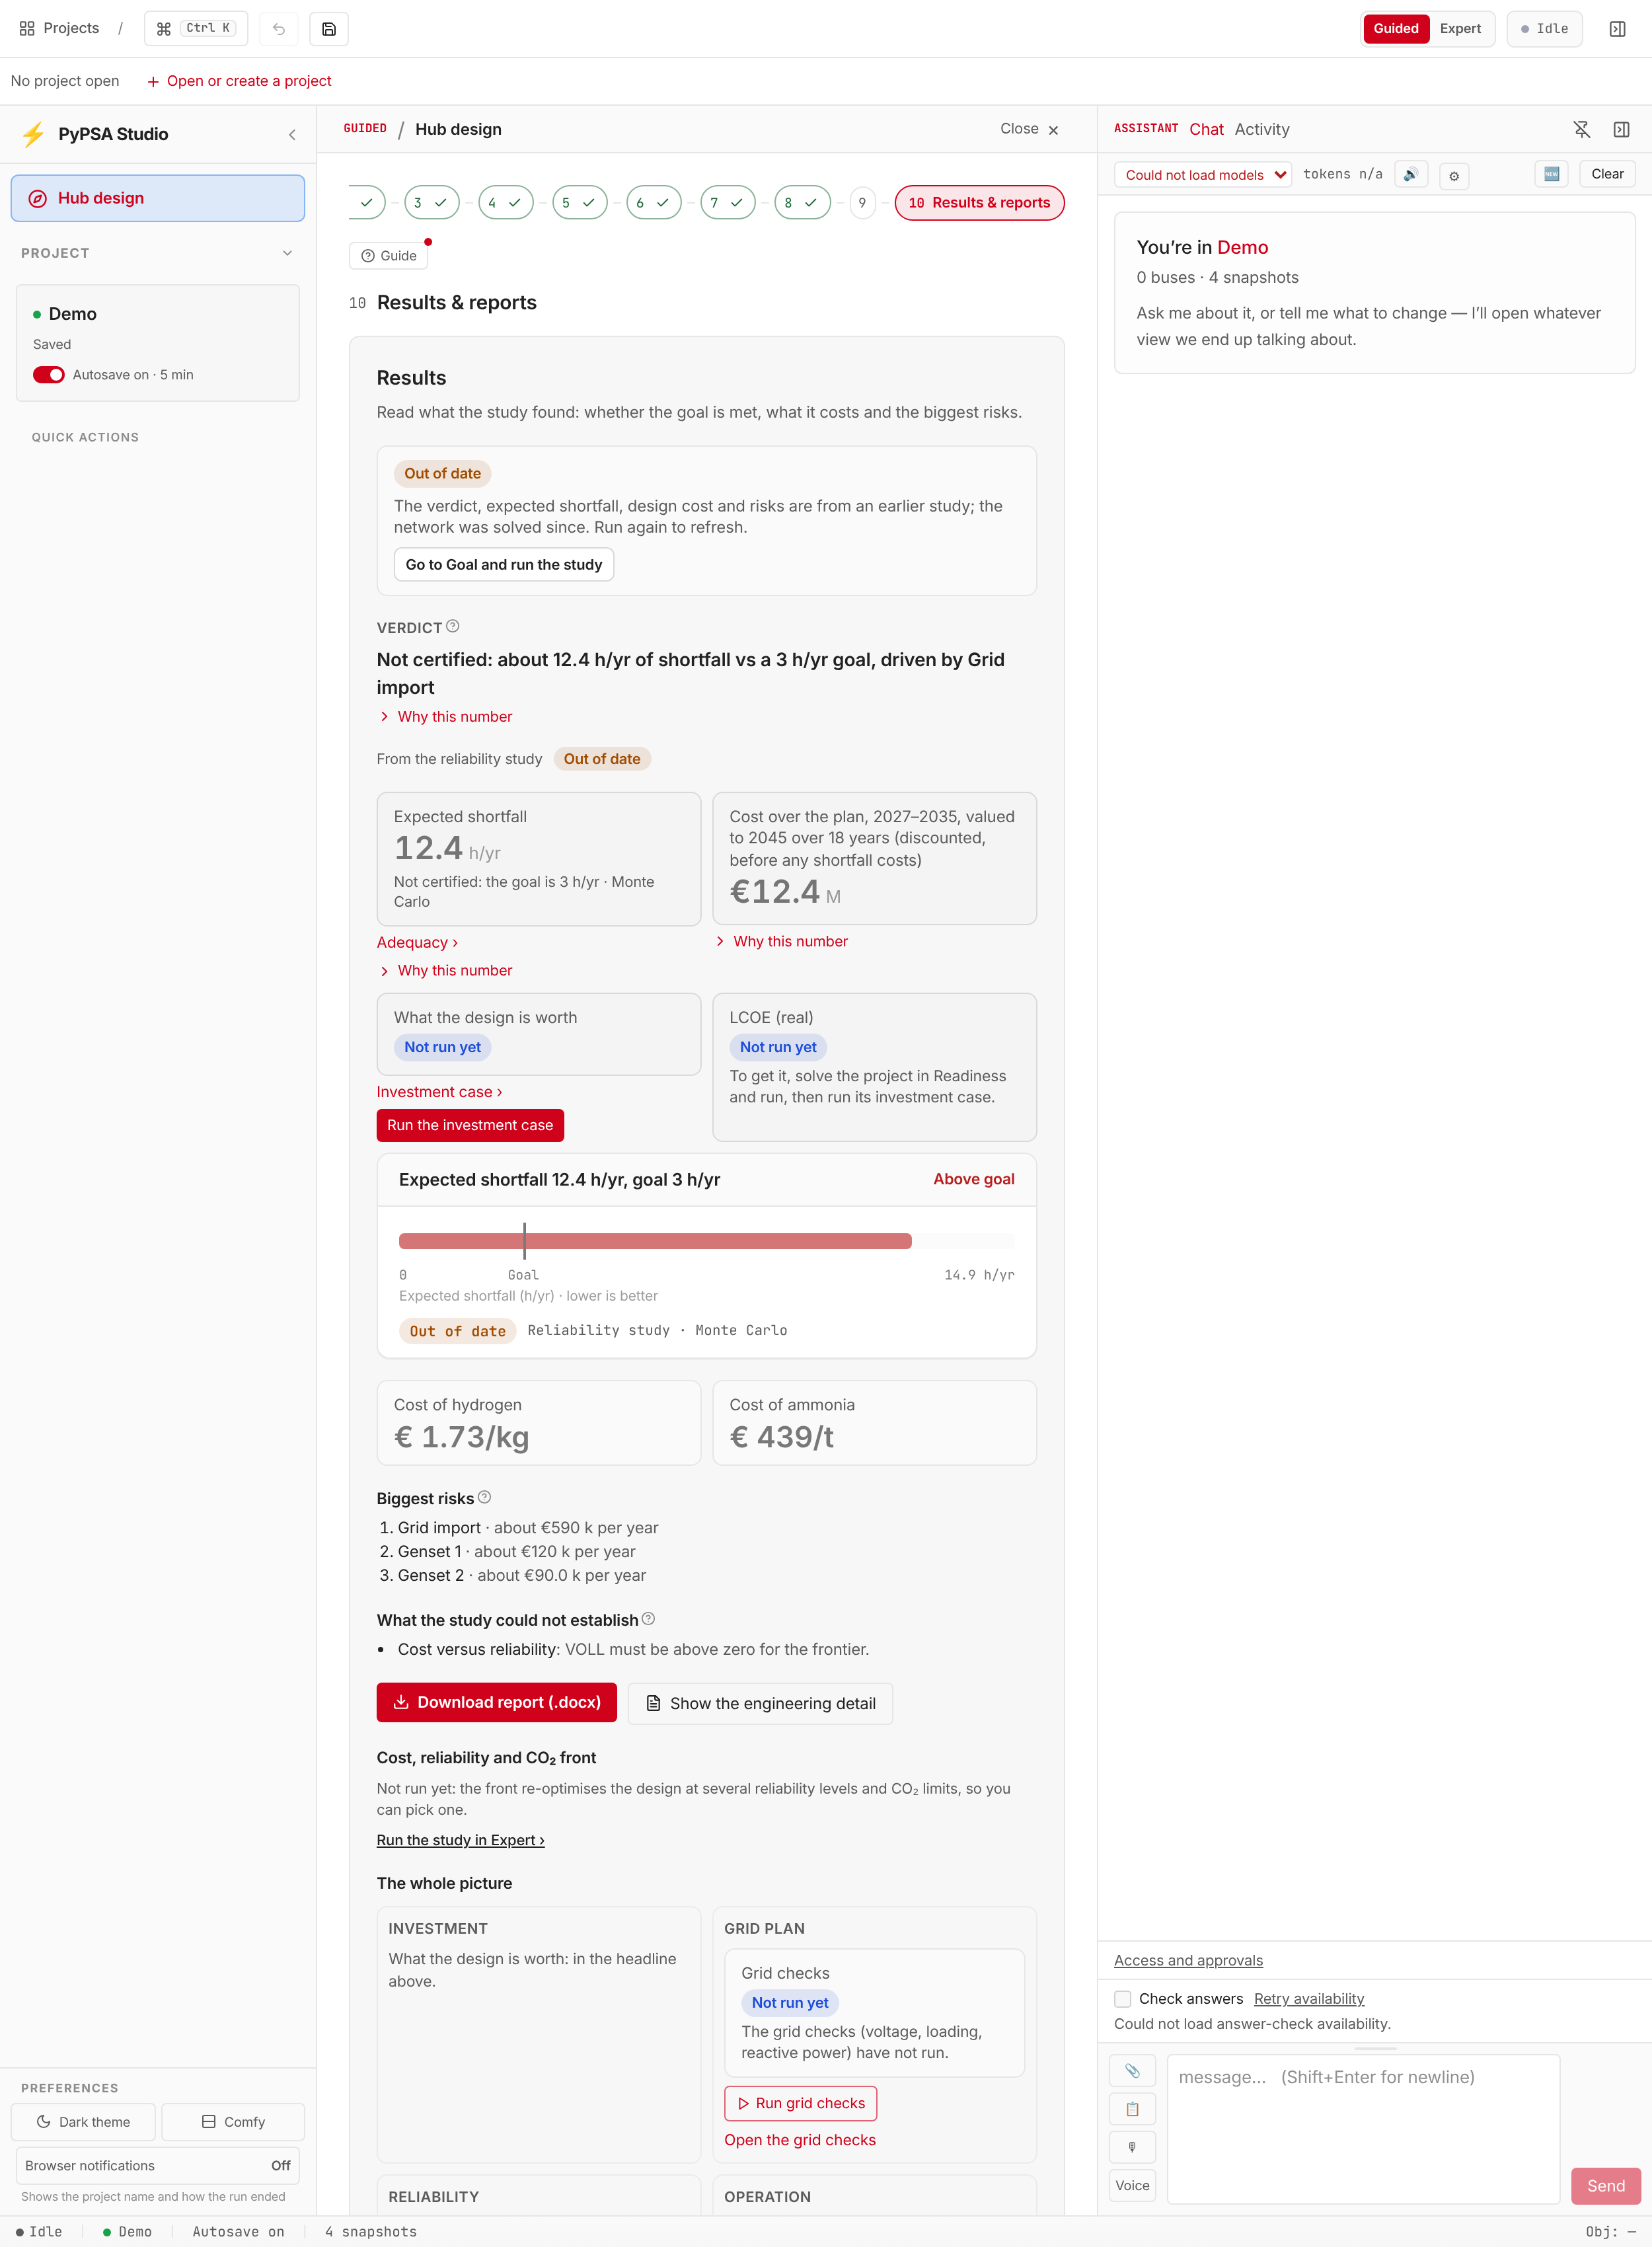 Projects / Ctrl K
Guided Expert Idle
No project open + Open or create a project
PyPSA Studio
Hub design
PROJECT
Demo
Saved
Autosave on · 5 min
QUICK ACTIONS
PREFERENCES
Dark theme Comfy
Browser notifications Off
Shows the project name and how the run ended
GUIDED / Hub design Close ×
3 4 5 6 7 8 9 10 Results & reports
Guide
10 Results & reports
Results
Read what the study found: whether the goal is met, what it costs and the biggest risks.
Out of date
The verdict, expected shortfall, design cost and risks are from an earlier study; the
network was solved since. Run again to refresh.
Go to Goal and run the study
VERDICT
Not certified: about 12.4 h/yr of shortfall vs a 3 h/yr goal, driven by Grid
import
Why this number
From the reliability study Out of date
Expected shortfall
12.4 h/yr
Not certified: the goal is 3 h/yr · Monte
Carlo
Adequacy ›
Why this number
Cost over the plan, 2027–2035, valued
to 2045 over 18 years (discounted,
before any shortfall costs)
€12.4 M
Why this number
What the design is worth
Not run yet
Investment case ›
Run the investment case
LCOE (real)
Not run yet
To get it, solve the project in Readiness
and run, then run its investment case.
Expected shortfall 12.4 h/yr, goal 3 h/yr Above goal
0 Goal 14.9 h/yr
Expected shortfall (h/yr) · lower is better
Out of date Reliability study · Monte Carlo
Cost of hydrogen
€ 1.73/kg
Cost of ammonia
€ 439/t
Biggest risks
1. Grid import · about €590 k per year
2. Genset 1 · about €120 k per year
3. Genset 2 · about €90.0 k per year
What the study could not establish
• Cost versus reliability: VOLL must be above zero for the frontier.
Download report (.docx) Show the engineering detail
Cost, reliability and CO₂ front
Not run yet: the front re-optimises the design at several reliability levels and CO₂ limits, so you
can pick one.
Run the study in Expert ›
The whole picture
INVESTMENT
What the design is worth: in the headline
above.
GRID PLAN
Grid checks
Not run yet
The grid checks (voltage, loading,
reactive power) have not run.
Run grid checks
Open the grid checks
RELIABILITY
OPERATION
ASSISTANT Chat Activity
Could not load models tokens n/a NEW Clear
You're in Demo
0 buses · 4 snapshots
Ask me about it, or tell me what to change — I'll open whatever
view we end up talking about.
Access and approvals
Check answers Retry availability
Could not load answer-check availability.
message... (Shift+Enter for newline)
Voice
Send
Idle Demo Autosave on 4 snapshots Obj: —